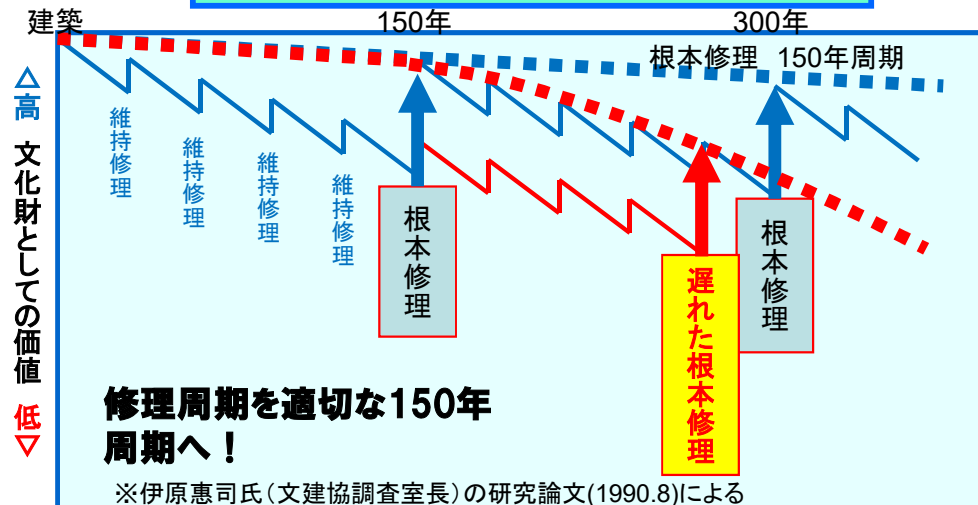 建築
150年
300年
根本修理 150年周期
△高 文化財としての価値 低▽
維持修理
維持修理
維持修理
維持修理
根本修理
遅れた根本修理
根本修理
修理周期を適切な150年
周期へ！
※伊原惠司氏（文建協調査室長）の研究論文(1990.8)による